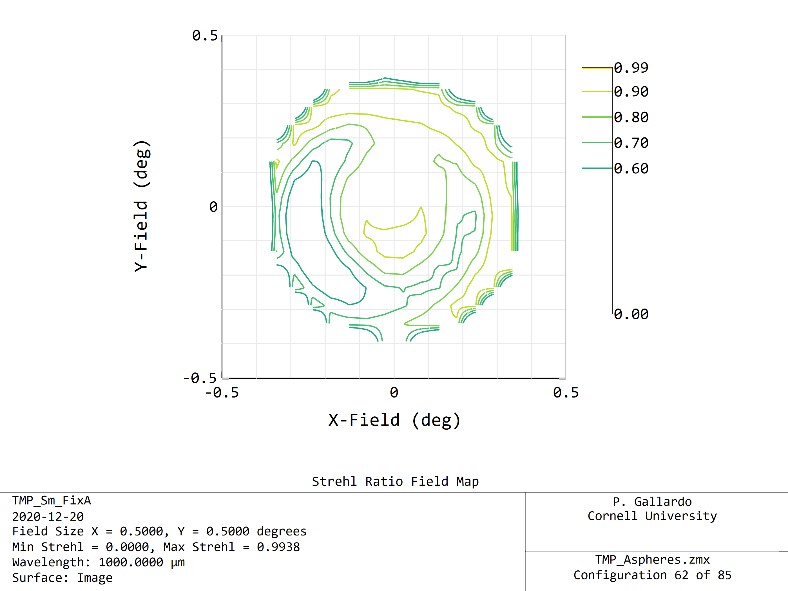 0.5
0
-0.5
-0.5
0
0.5
Y-Field (deg)
X-Field (deg)
0.99
0.90
0.80
0.70
0.60
0.00
Strehl Ratio Field Map
TMP_Sm_FixA
2020-12-20
Field Size X = 0.5000, Y = 0.5000 degrees
Min Strehl = 0.0000, Max Strehl = 0.9938
Wavelength: 1000.0000 µm
Surface: Image
P. Gallardo
Cornell University
TMP_Aspheres.zmx
Configuration 62 of 85